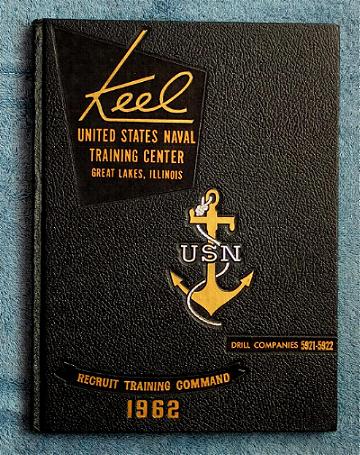 Keel
UNITED STATES NAVAL
TRAINING CENTER
GREAT LAKES, ILLINOIS
USN
DRILL COMPANIES 5921-5922
RECRUIT TRAINING COMMAND
1962